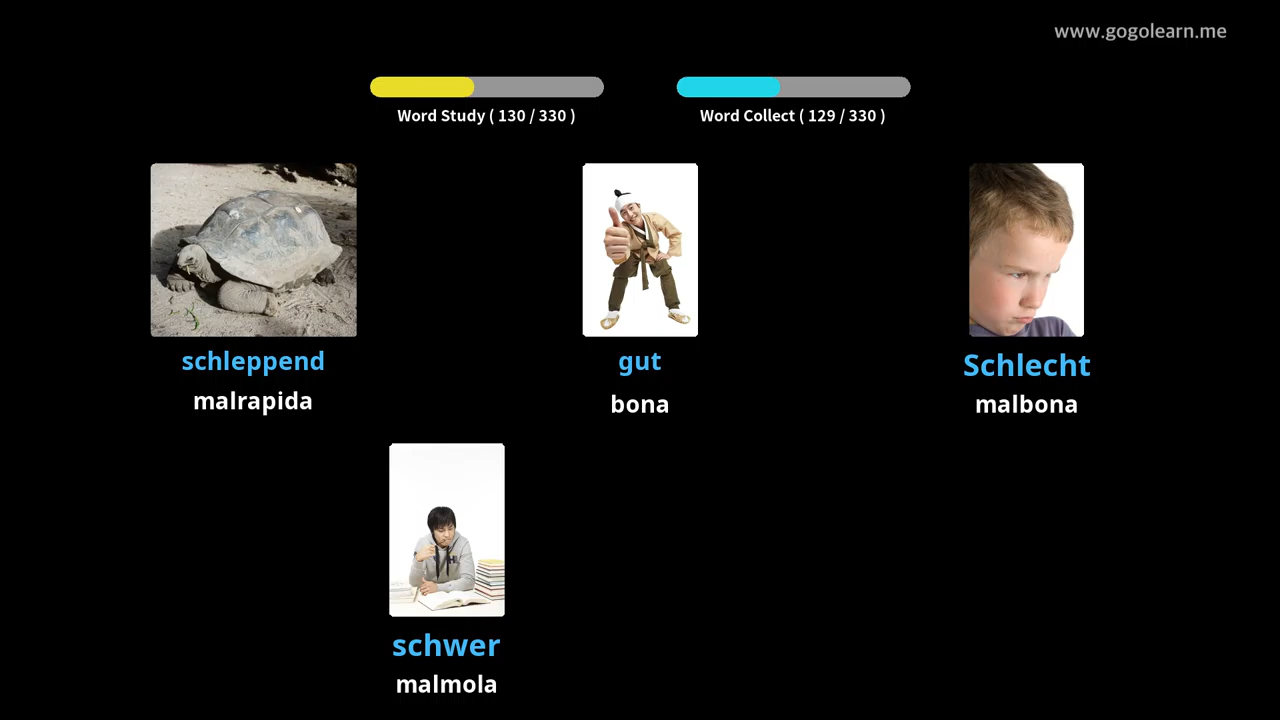 www.gogolearn.me
Word Study ( 130 / 330 )
Word Collect ( 129 / 330 )
schleppend
gut
Schlecht
malrapida
bona
malbona
schwer
malmola